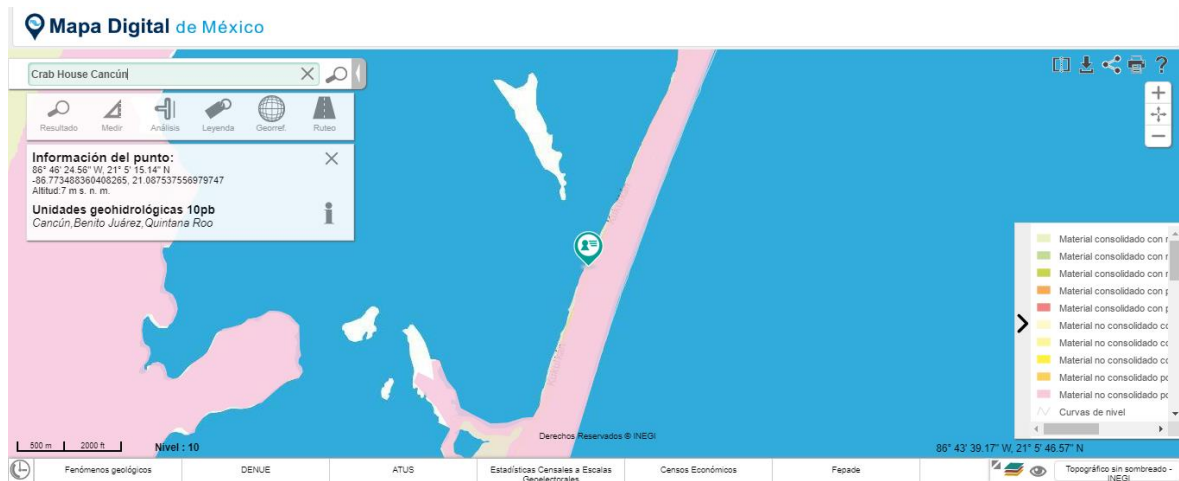 Mapa Digital de México
Crab House Cancún
Resultado
Medir
Análisis
Leyenda
Georref.
Ruteo
Información del punto:
86° 46' 24.56" W, 21° 5' 15.14" N
-86.773488360408265, 21.087537556979747
Altitud:7 m s. n. m.
Unidades geohidrológicas 10pb
Cancún,Benito Juárez,Quintana Roo
Material consolidado con
Material consolidado con
Material consolidado con
Material consolidado con
Material consolidado con
Material no consolidado
Material no consolidado
Material no consolidado
Material no consolidado
Material no consolidado
Curvas de nivel
500 m
2000 ft
Nivel : 10
Derechos Reservados ® INEGI
86° 43' 39.17" W, 21° 5' 46.57" N
Fenómenos geológicos
DENUE
ATUS
Estadísticas Censales a Escalas
Geoelectorales
Censos Económicos
Fepade
Topográfico sin sombreado -
INEGI